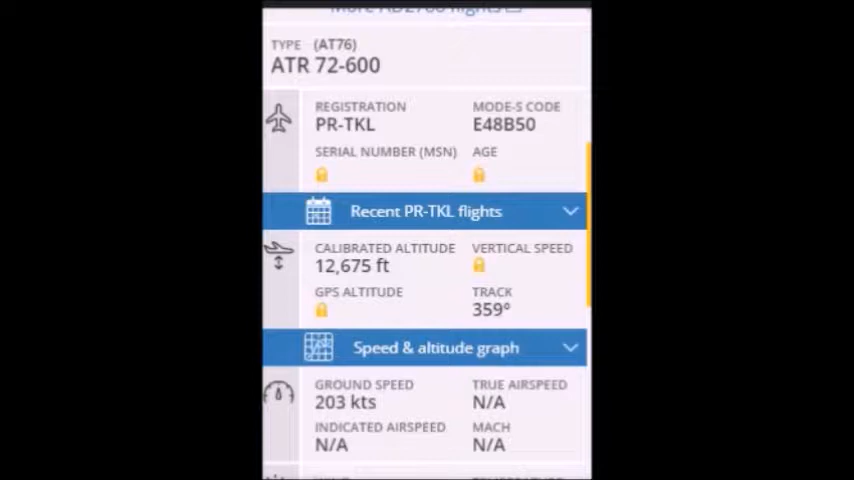 TYPE (AT76)
ATR 72-600
REGISTRATION MODE-S CODE
PR-TKL E48B50
SERIAL NUMBER (MSN) AGE
Recent PR-TKL flights
CALIBRATED ALTITUDE VERTICAL SPEED
12,675 ft
GPS ALTITUDE TRACK
359°
Speed & altitude graph
GROUND SPEED TRUE AIRSPEED
203 kts N/A
INDICATED AIRSPEED MACH
N/A N/A